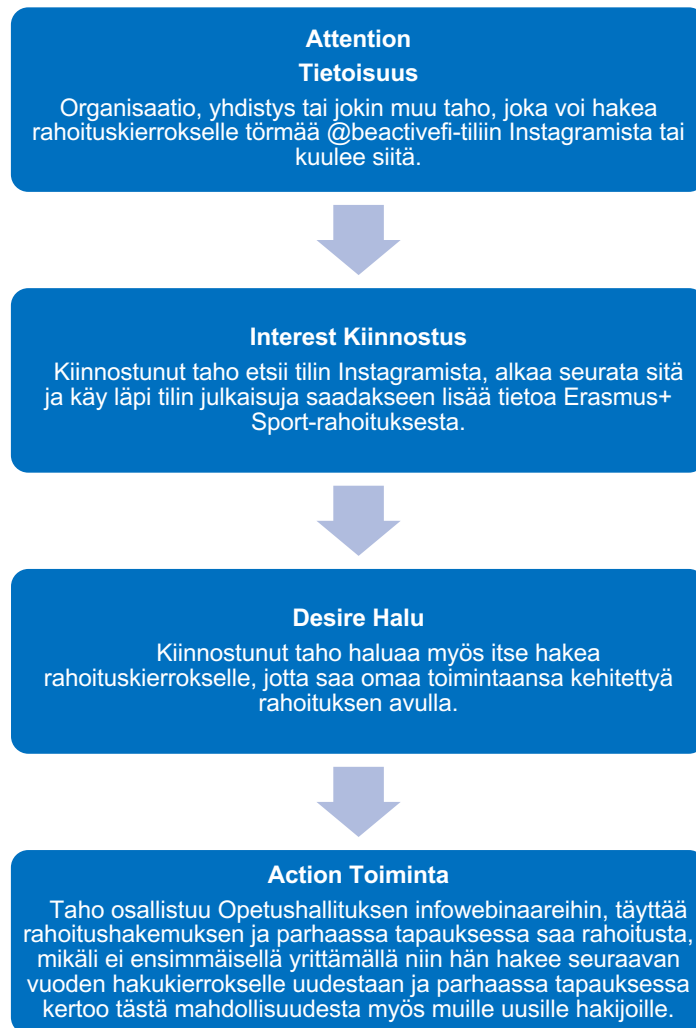 Attention
Tietoisuus
Organisaatio, yhdistys tai jokin muu taho, joka voi hakea
rahoituskierrokselle törmää @beactivefi-tiliin Instagramista tai
kuulee siitä.
Interest Kiinnostus
Kiinnostunut taho etsii tilin Instagramista, alkaa seurata sitä
ja käy läpi tilin julkaisuja saadakseen lisää tietoa Erasmus+
Sport-rahoituksesta.
Desire Halu
Kiinnostunut taho haluaa myös itse hakea
rahoituskierrokselle, jotta saa omaa toimintaansa kehitettyä
rahoituksen avulla.
Action Toiminta
Taho osallistuu Opetushallituksen infowebinaareihin, täyttää
rahoitushakemuksen ja parhaassa tapauksessa saa rahoitusta,
mikäli ei ensimmäisellä yrittämällä niin hän hakee seuraavan
vuoden hakukierrokselle uudestaan ja parhaassa tapauksessa
kertoo tästä mahdollisuudesta myös muille uusille hakijoille.